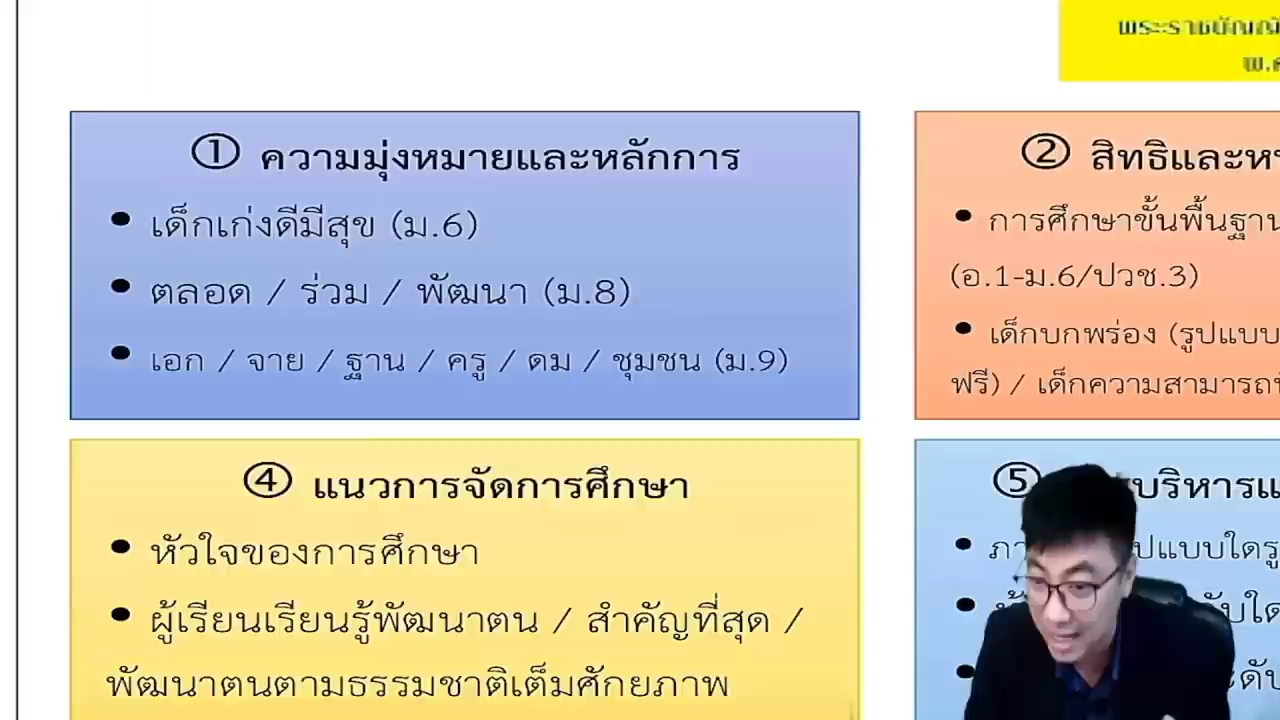 ① ความมุ่งหมายและหลักการ
• เด็กเก่งดีมีสุข (ม.6)
• ตลอด / ร่วม / พัฒนา (ม.8)
• เอก / จาย / ฐาน / ครู / ดม / ชุมชน (ม.9)
② สิทธิและ
• การศึกษาขั้นพื้นฐาน
(อ.1-ม.6/ปวช.3)
• เด็กบกพร่อง (รูปแบบ
ฟรี) / เด็กความสามารถ
④ แนวการจัดการศึกษา
• หัวใจของการศึกษา
• ผู้เรียนเรียนรู้พัฒนาตน / สำคัญที่สุด /
พัฒนาตนตามธรรมชาติเต็มศักยภาพ
⑤ บริหาร